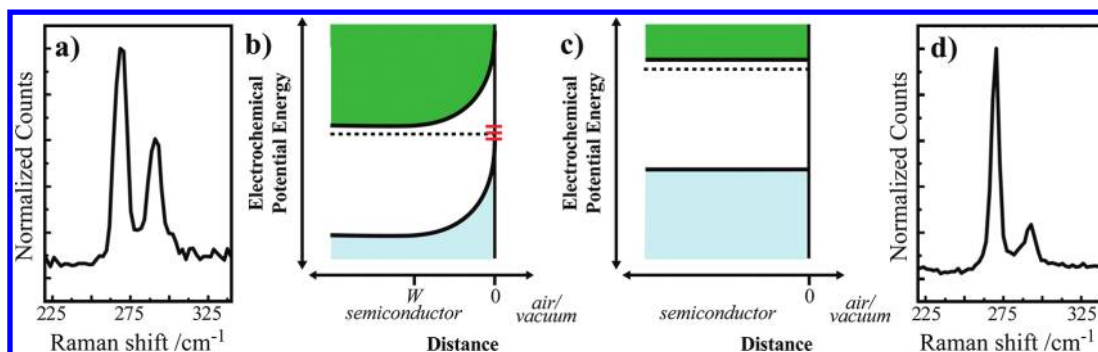 a)
Normalized Counts
225 275 325
Raman shift /cm⁻¹
b)
Electrochemical
Potential Energy
W 0
semiconductor air/
vacuum
Distance
c)
Electrochemical
Potential Energy
0
semiconductor air/
vacuum
Distance
d)
Normalized Counts
225 275 325
Raman shift /cm⁻¹